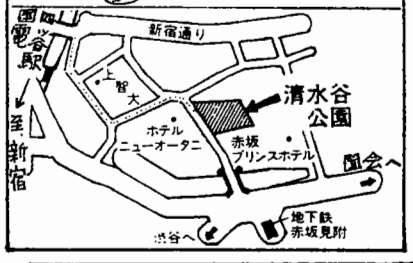 国電
四谷駅
新宿通り
上智大
清水谷
公園
ホテル
ニューオータニ
赤坂
プリンスホテル
至新宿
国会へ
渋谷へ
地下鉄
赤坂見附